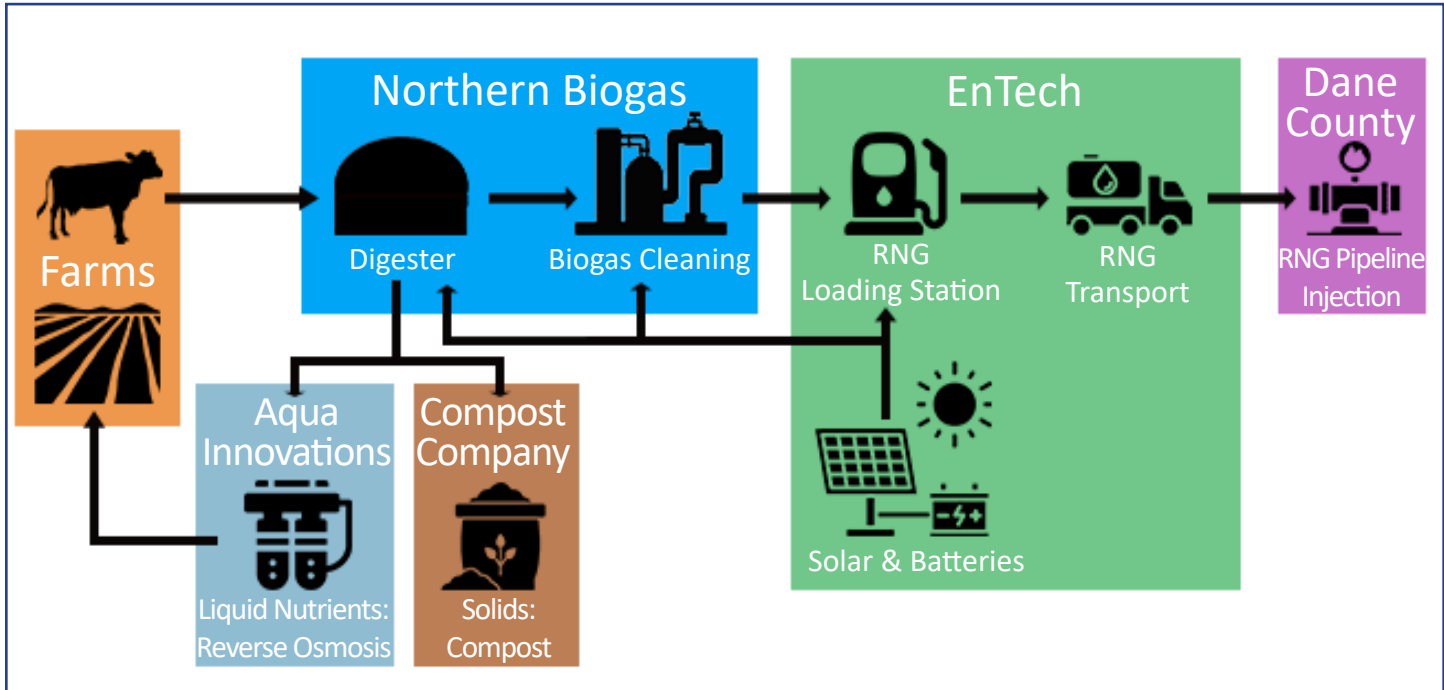 Farms
Northern Biogas
Digester
Biogas Cleaning
EnTech
RNG
Loading Station
RNG
Transport
Solar & Batteries
Dane
County
RNG Pipeline
Injection
Aqua
Innovations
Liquid Nutrients:
Reverse Osmosis
Compost
Company
Solids:
Compost